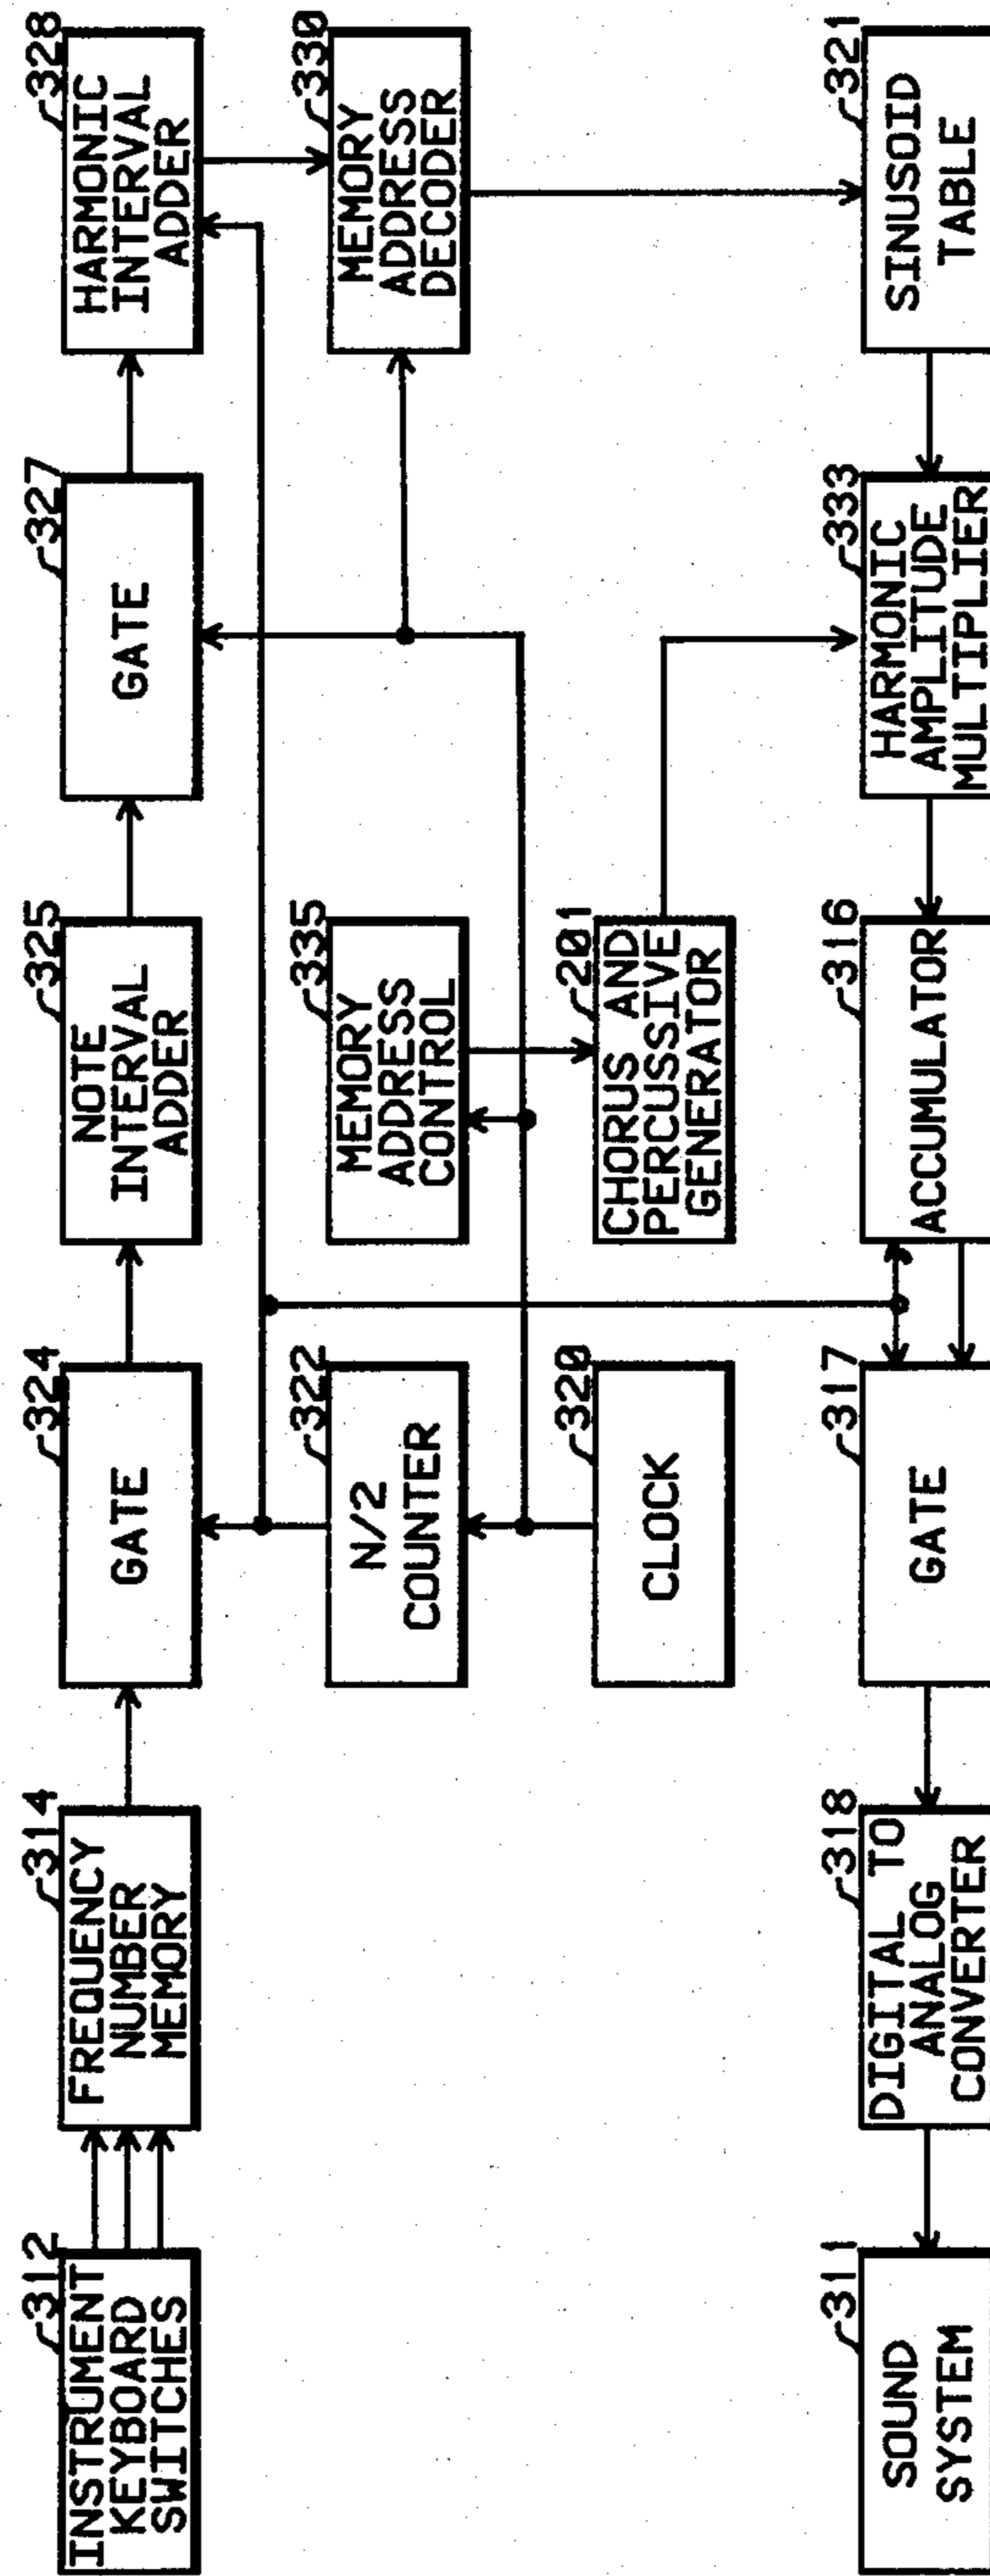 312
INSTRUMENT
KEYBOARD
SWITCHES
314
FREQUENCY
NUMBER
MEMORY
324
GATE
325
NOTE
INTERVAL
ADDER
327
GATE
328
HARMONIC
INTERVAL
ADDER
322
N/2
COUNTER
335
MEMORY
ADDRESS
CONTROL
330
MEMORY
ADDRESS
DECODER
320
CLOCK
201
CHORUS AND
PERCUSSIVE
GENERATOR
311
SOUND
SYSTEM
318
DIGITAL TO
ANALOG
CONVERTER
317
GATE
316
ACCUMULATOR
333
HARMONIC
AMPLITUDE
MULTIPLIER
321
SINUSOID
TABLE